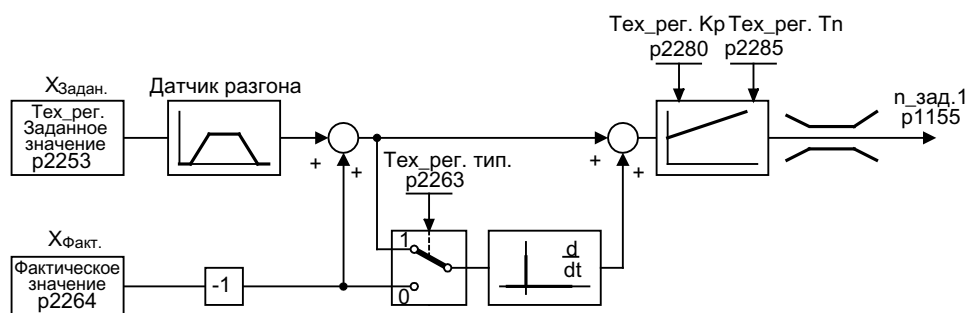 Тех_рег. Kp
p2280
Тех_рег. Tn
p2285
XЗадан.
Датчик разгона
n_зад.1
p1155
Тех_рег.
Заданное
значение
p2253
+
+
+
+
Тех_рег. тип.
p2263
XФакт.
Фактическое
значение
p2264
-1
1
0
d
dt